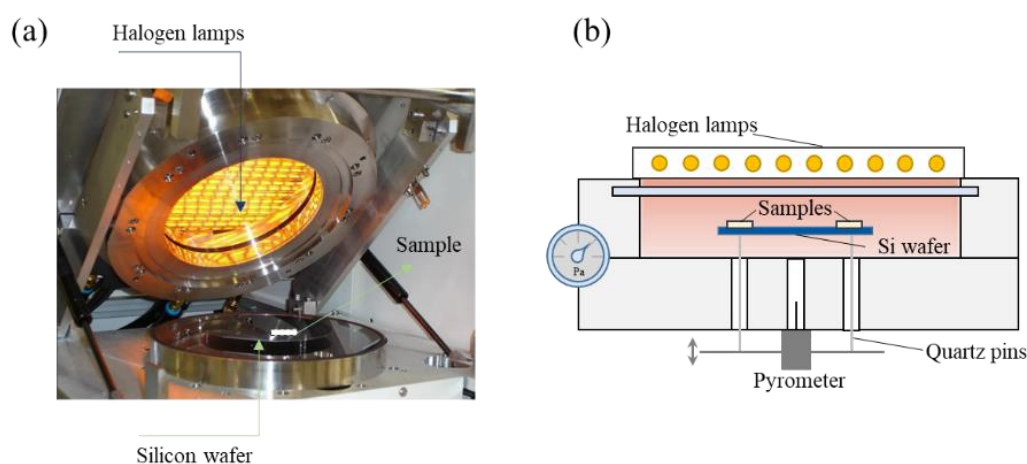 (a)
Halogen lamps
Sample
Silicon wafer
(b)
Halogen lamps
Samples
Si wafer
Pa
Quartz pins
Pyrometer